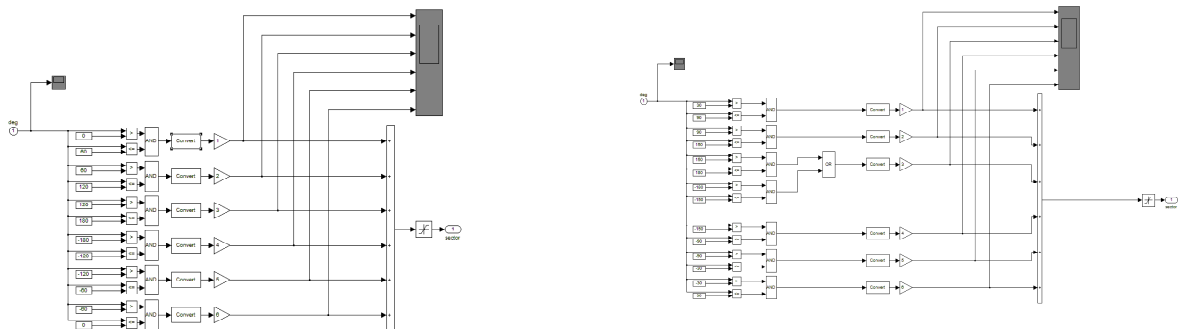 deg
1
0
>
60
<=
AND
Convert
1
60
>
120
<=
AND
Convert
2
>
180
<=
AND
Convert
3
-180
>
-120
<=
AND
Convert
4
-120
>
-60
<=
AND
Convert
-60
>
0
<=
AND
Convert
6
1
sector
deg
1
30
>
90
<=
AND
Convert
1
90
>
150
<=
AND
Convert
2
150
>
180
<=
AND
OR
Convert
3
-180
>
-150
AND
-150
>
-90
AND
Convert
4
-90
>
-30
AND
Convert
-30
>
30
<=
AND
Convert
6
1
sector